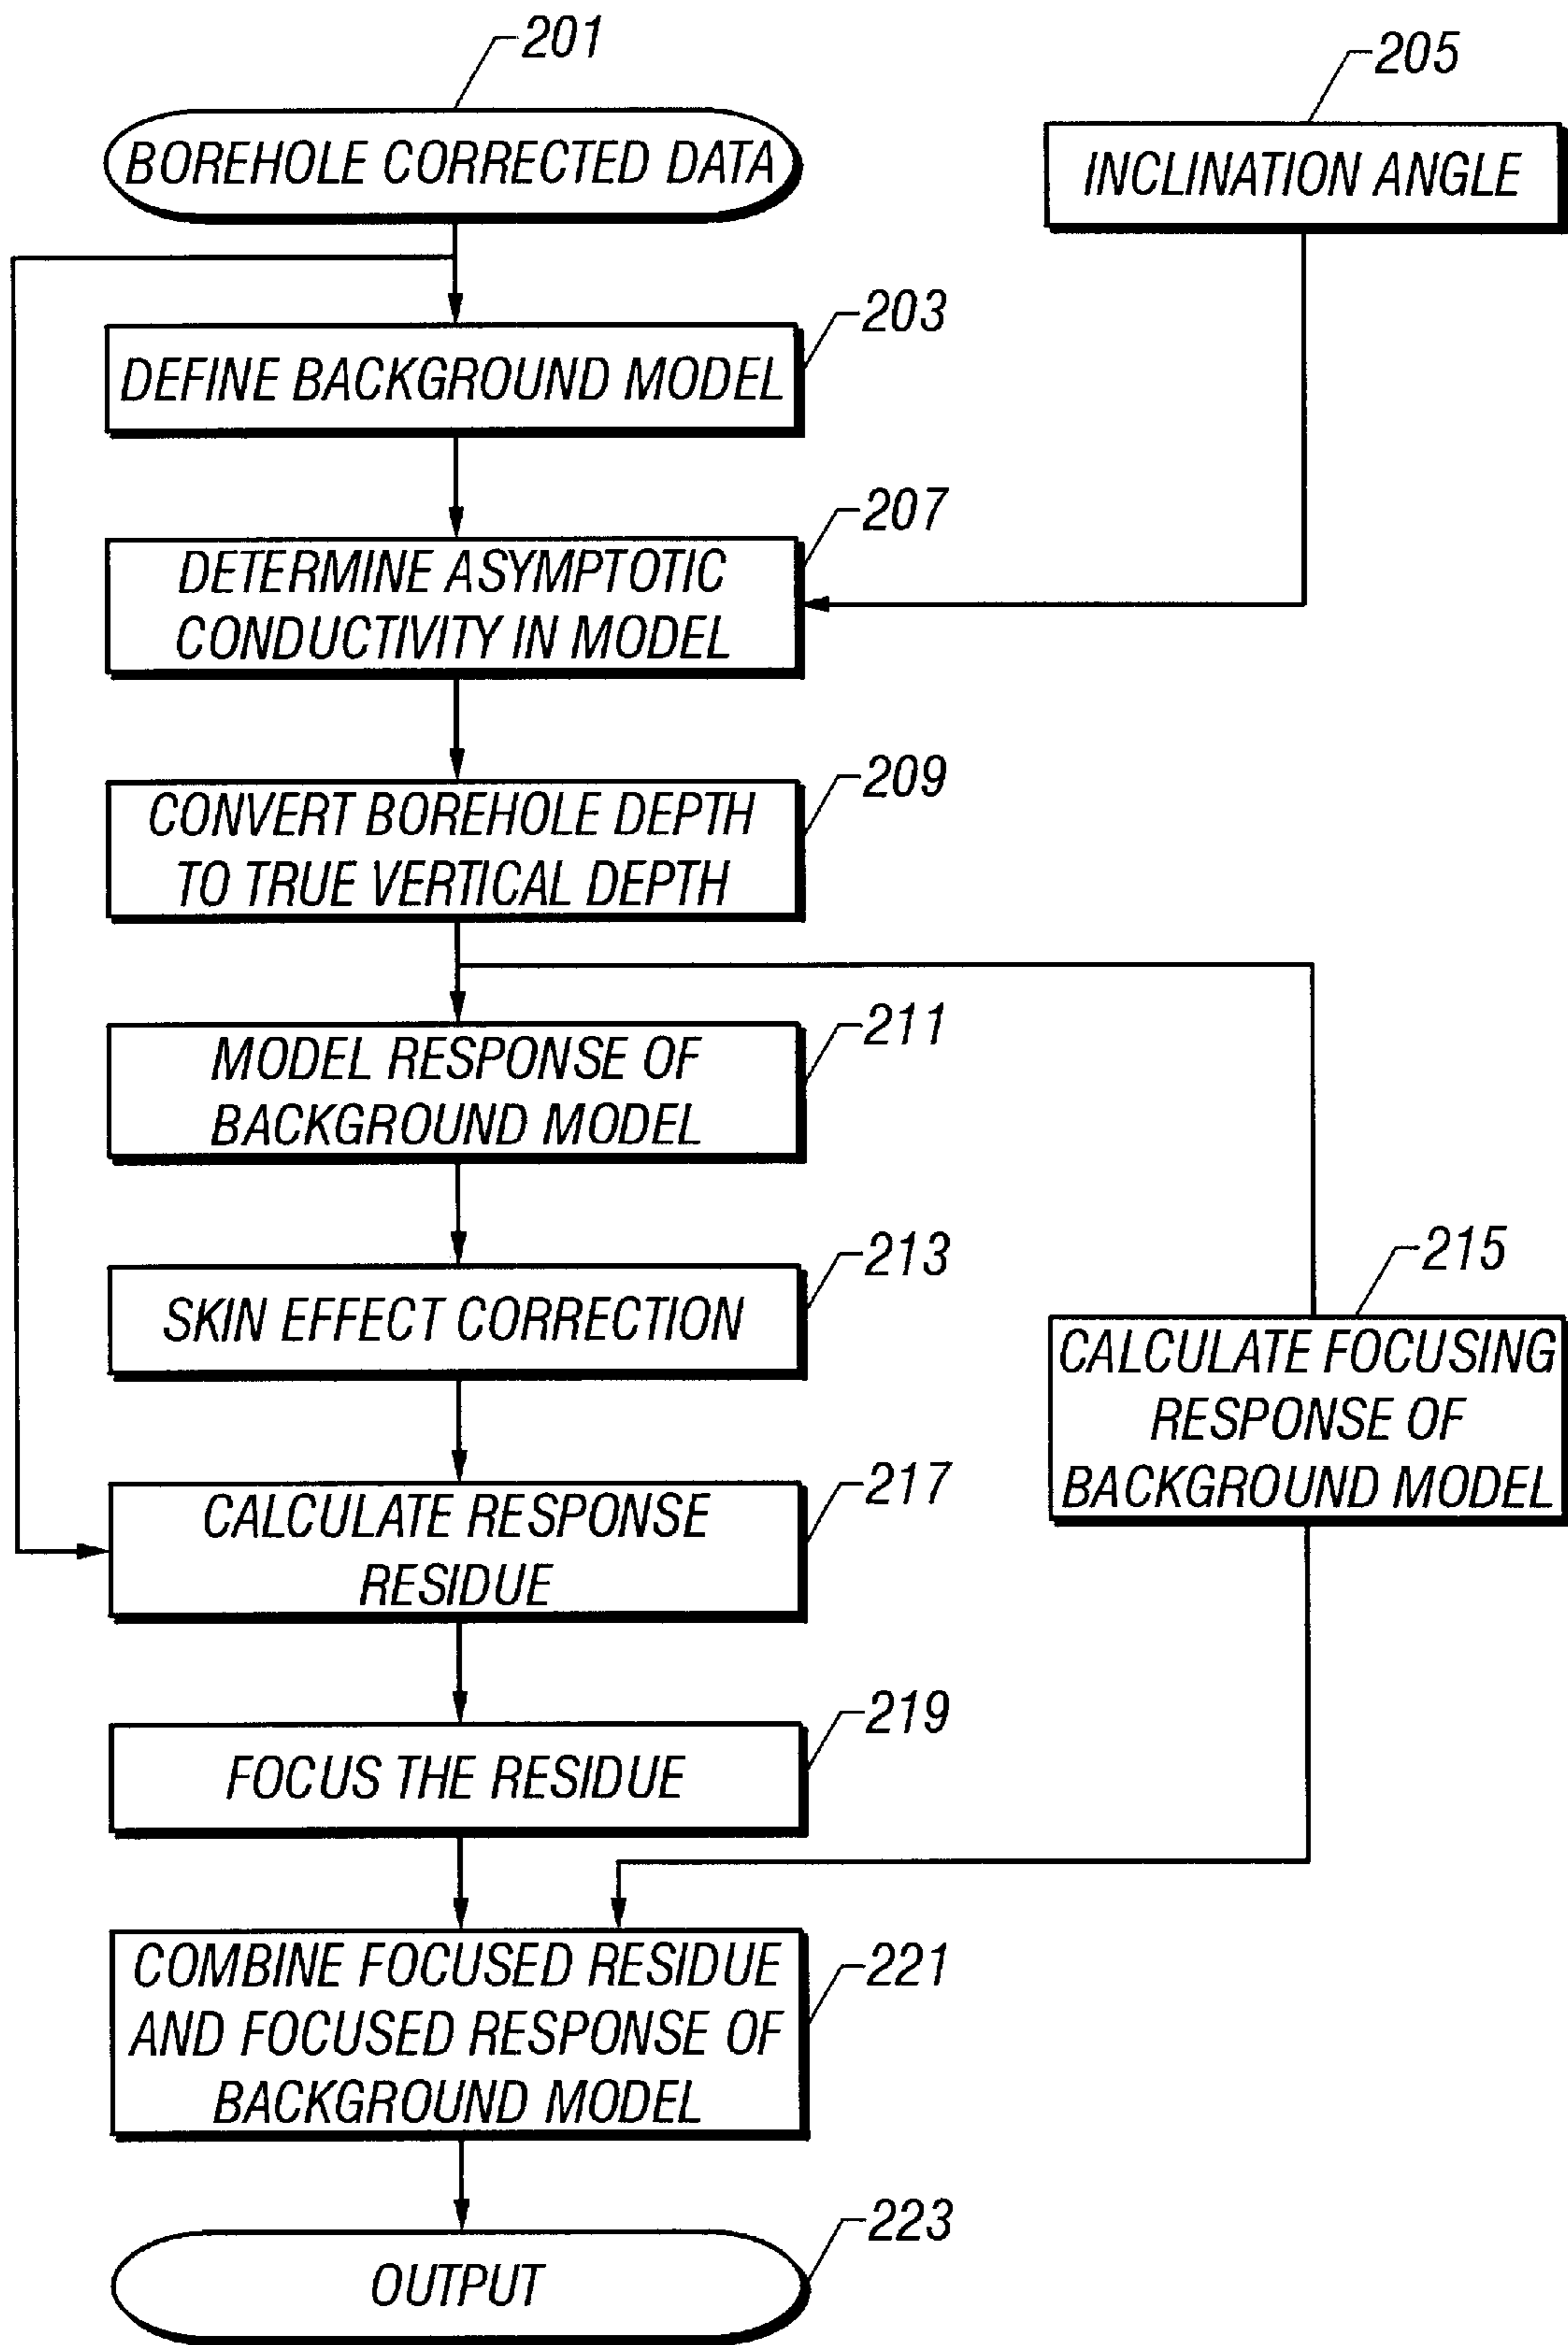 201
BOREHOLE CORRECTED DATA
205
INCLINATION ANGLE
203
DEFINE BACKGROUND MODEL
207
DETERMINE ASYMPTOTIC
CONDUCTIVITY IN MODEL
209
CONVERT BOREHOLE DEPTH
TO TRUE VERTICAL DEPTH
211
MODEL RESPONSE OF
BACKGROUND MODEL
213
SKIN EFFECT CORRECTION
215
CALCULATE FOCUSING
RESPONSE OF
BACKGROUND MODEL
217
CALCULATE RESPONSE
RESIDUE
219
FOCUS THE RESIDUE
221
COMBINE FOCUSED RESIDUE
AND FOCUSED RESPONSE OF
BACKGROUND MODEL
223
OUTPUT